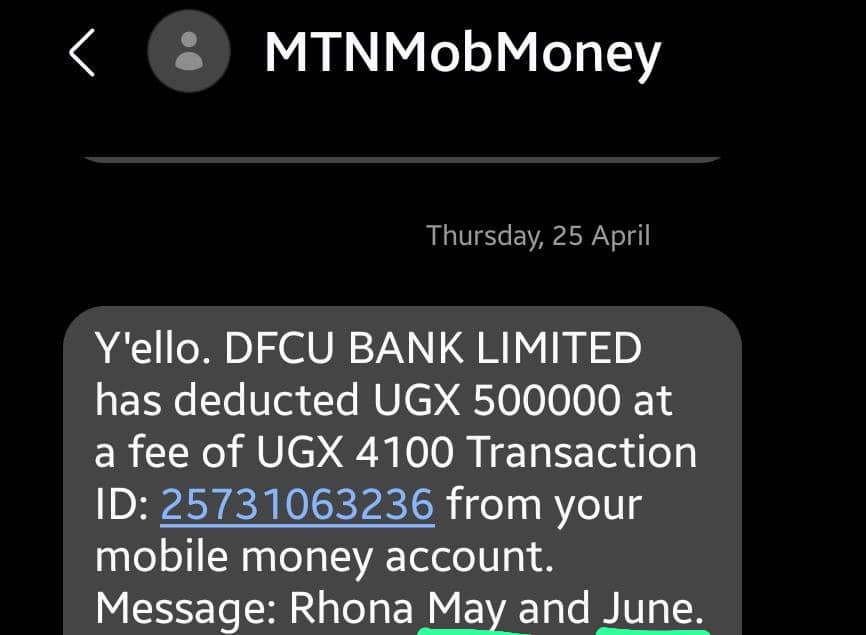 MTNMobMoney
Thursday, 25 April
Y'ello. DFCU BANK LIMITED
has deducted UGX 500000 at
a fee of UGX 4100 Transaction
ID: 25731063236 from your
mobile money account.
Message: Rhona May and June.